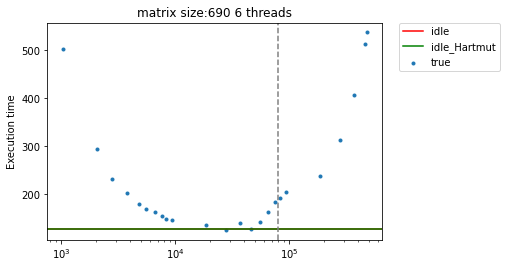 matrix size:690 6 threads
idle
idle_Hartmut
true
Execution time
500
400
300
200
10³
10⁴
10⁵